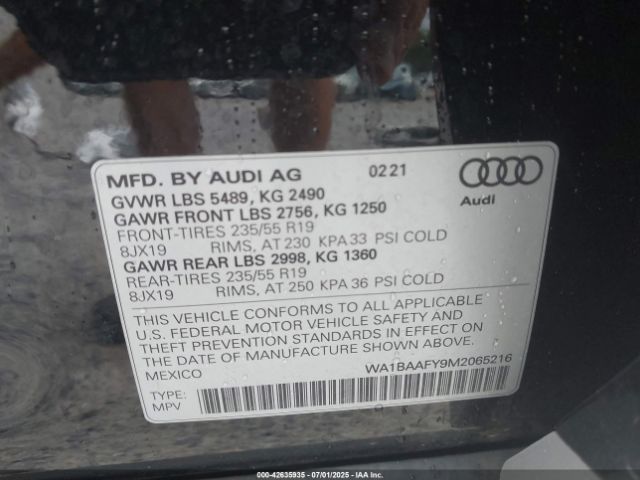 MFD. BY AUDI AG 02 21
GVWR LBS 5489, KG 2490
GAWR FRONT LBS 2756, KG 1250
FRONT-TIRES 235/55 R19
8JX19 RIMS, AT 230 KPA 33 PSI COLD
GAWR REAR LBS 2998, KG 1360
REAR-TIRES 235/55 R19
8JX19 RIMS, AT 250 KPA 36 PSI COLD
Audi
THIS VEHICLE CONFORMS TO ALL APPLICABLE
U.S. FEDERAL MOTOR VEHICLE SAFETY AND
THEFT PREVENTION STANDARDS IN EFFECT ON
THE DATE OF MANUFACTURE SHOWN ABOVE.
MEXICO WA1BAAFY9M2065216
TYPE:
MPV
000-42635935 - 07/01/2025 - IAA Inc.